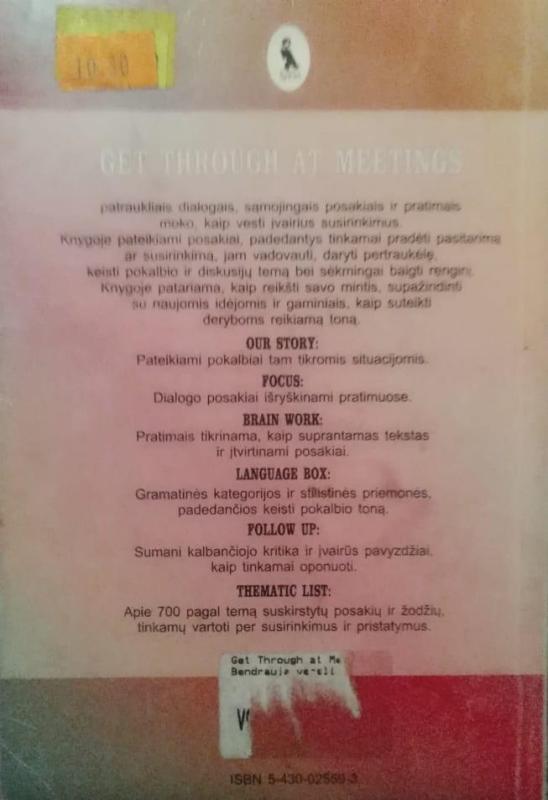 10.30
GET THROUGH AT MEETINGS
patraukliais dialogais, sąmojingais posakiais ir pratimais
moko, kaip vesti įvairius susirinkimus.
Knygoje pateikiami posakiai, padedantys tinkamai pradėti pasitarimą
ar susirinkimą, jam vadovauti, daryti pertraukėlę,
keisti pokalbio ir diskusijų temą bei sėkmingai baigti renginį.
Knygoje patariama, kaip reikšti savo mintis, supažindinti
su naujomis idėjomis ir gaminiais, kaip suteikti
deryboms reikiamą toną.
OUR STORY:
Pateikiami pokalbiai tam tikromis situacijomis.
FOCUS:
Dialogo posakiai išryškinami pratimuose.
BRAIN WORK:
Pratimais tikrinama, kaip suprantamas tekstas
ir įtvirtinami posakiai.
LANGUAGE BOX:
Gramatinės kategorijos ir stilistinės priemonės,
padedančios keisti pokalbio toną.
FOLLOW UP:
Sumani kalbančiojo kritika ir įvairūs pavyzdžiai,
kaip tinkamai oponuoti.
THEMATIC LIST:
Apie 700 pagal temą suskirstytų posakių ir žodžių,
tinkamų vartoti per susirinkimus ir pristatymus.
Get Through at Me
ISBN 5-430-02559-3